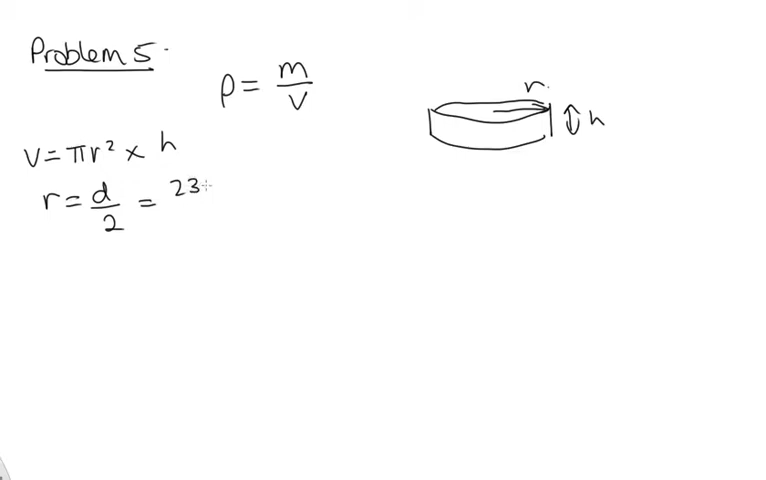 Problem 5.
ρ = m/V
V = πr² × h
r = d/2 = 23
r
h